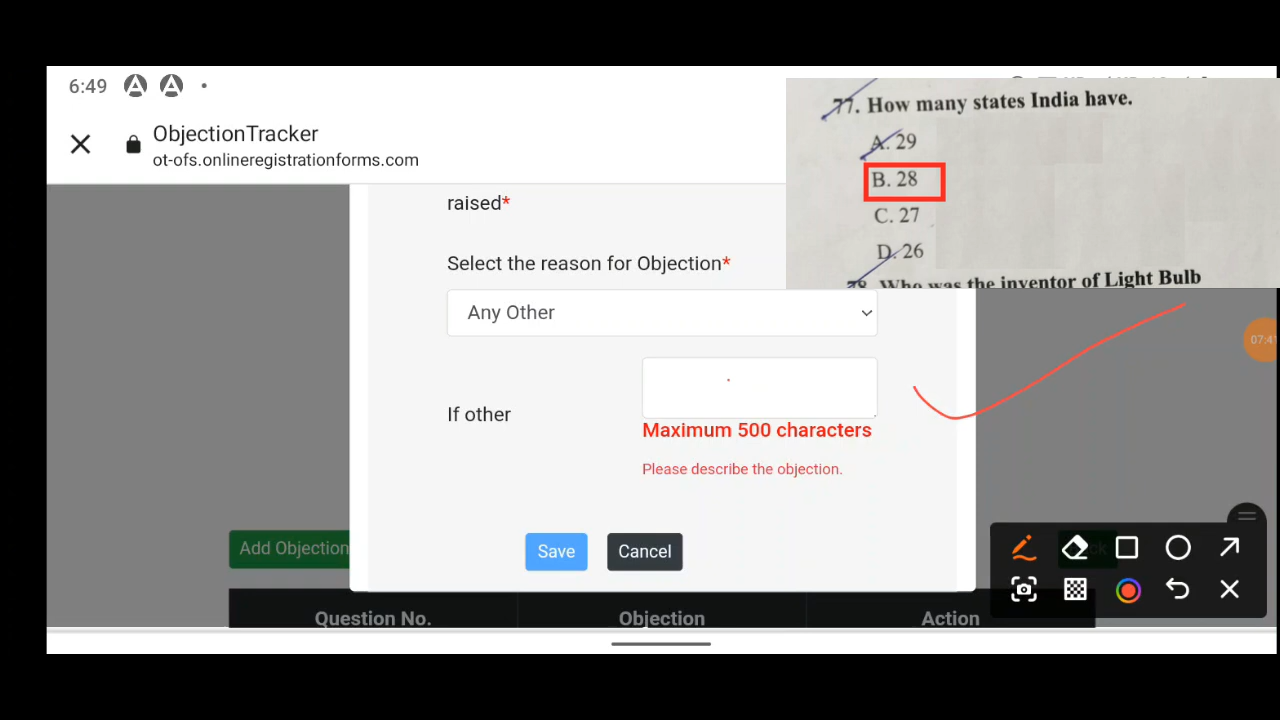 6:49
ObjectionTracker
ot-ofs.onlineregistrationforms.com
77. How many states India have.
A. 29
B. 28
C. 27
D. 26
78. Who was the inventor of Light Bulb
raised*
Select the reason for Objection*
Any Other
If other
Maximum 500 characters
Please describe the objection.
07:41
Save
Cancel
Add Objection
Question No.
Objection
Action